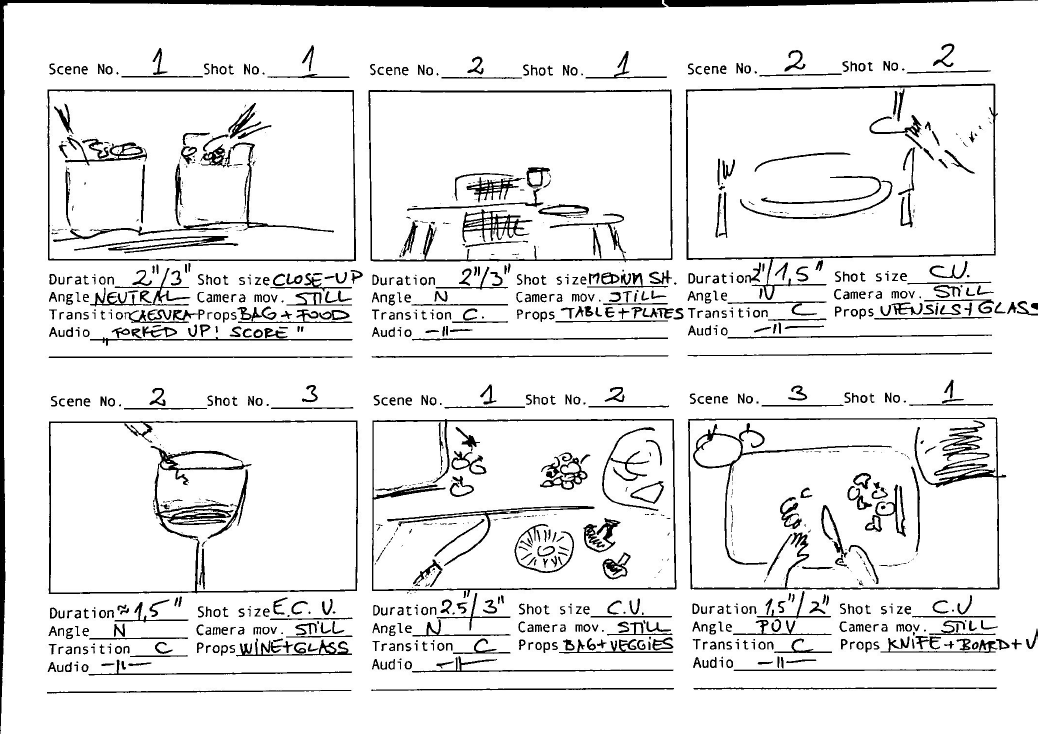 Scene No. 1 Shot No. 1
Duration 2"/3" Shot size CLOSE-UP
Angle NEUTRAL Camera mov. STILL
Transition CAESURA Props BAG + FOOD
Audio „FORKED UP! SCORE"
Scene No. 2 Shot No. 1
Duration 2"/3" Shot size MEDIUM SH.
Angle N Camera mov. STILL
Transition C. Props TABLE + PLATES
Audio —||—
Scene No. 2 Shot No. 2
Duration 2"/1,5" Shot size C.U.
Angle N Camera mov. STILL
Transition C Props UTENSILS + GLASS
Audio —||—
Scene No. 2 Shot No. 3
Duration ≈1,5" Shot size E.C.U.
Angle N Camera mov. STILL
Transition C Props WINE+GLASS
Audio —||—
Scene No. 1 Shot No. 2
Duration 2.5"/3" Shot size C.U.
Angle N Camera mov. STILL
Transition C Props BAG+VEGGIES
Audio —||—
Scene No. 3 Shot No. 1
Duration 1,5"/2" Shot size C.U
Angle POV Camera mov. STILL
Transition C Props KNIFE + BOARD + V
Audio —||—